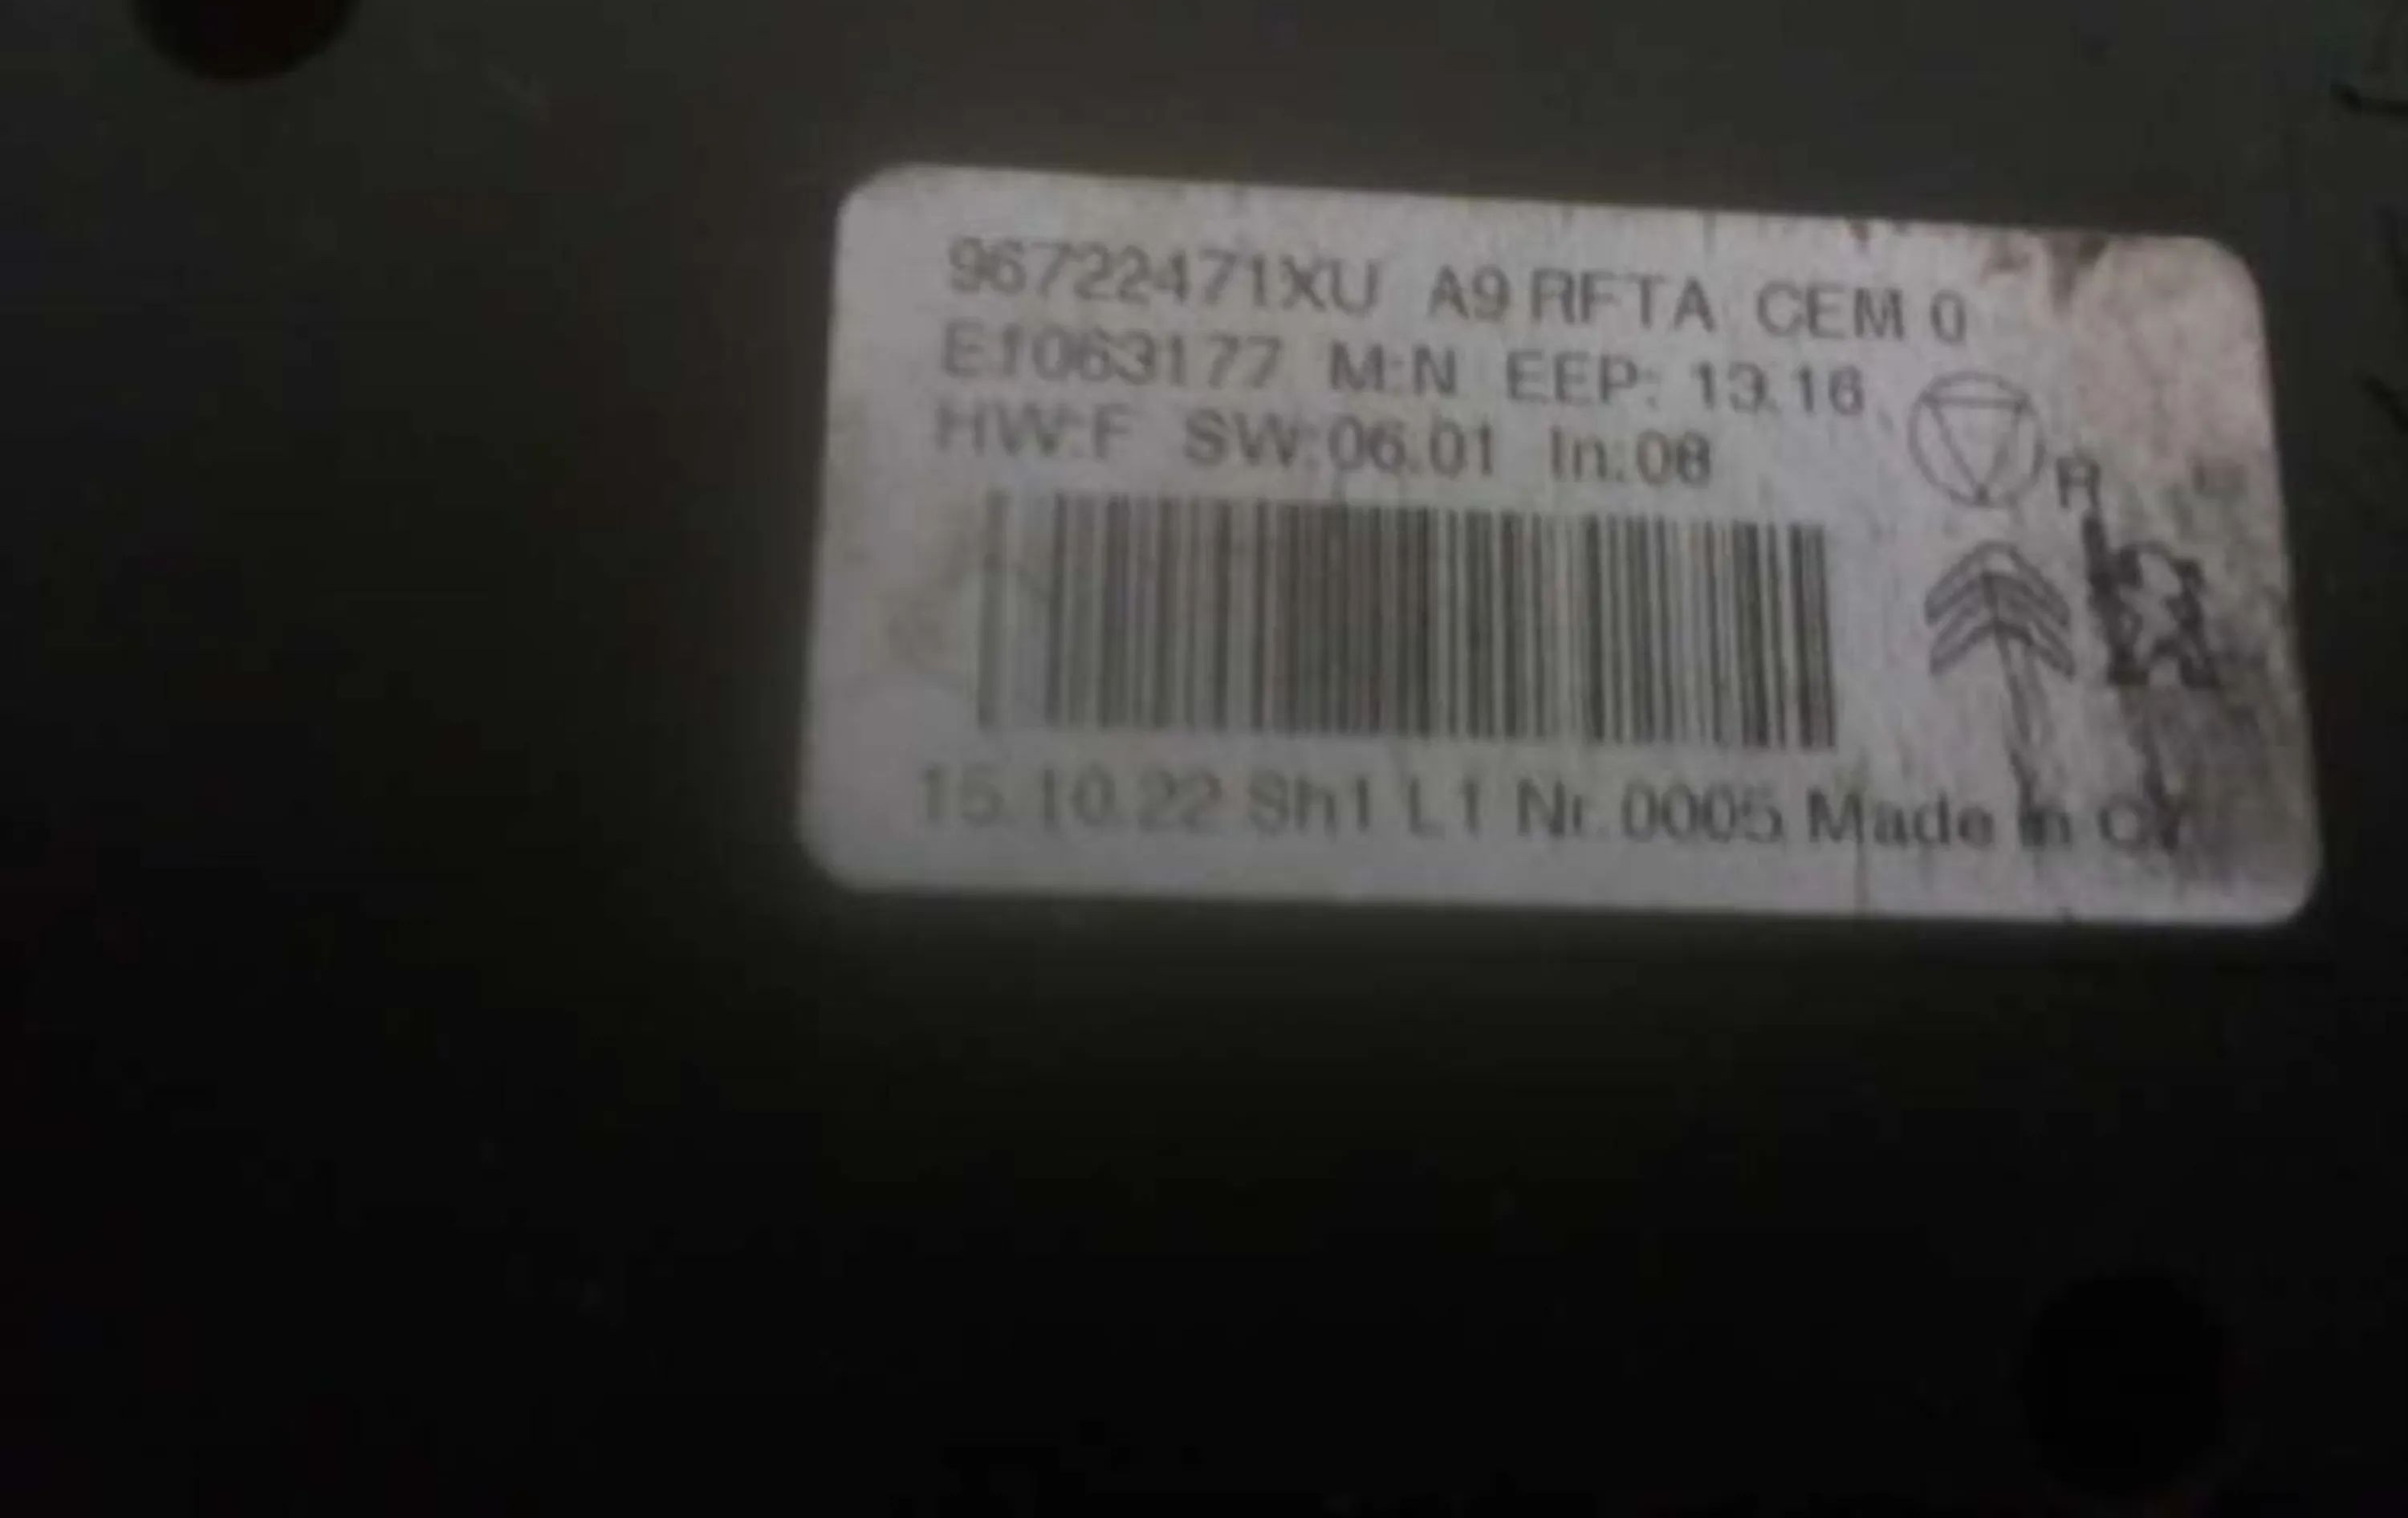 96722471XU A9 RFTA CEM 0
E1063177 M:N EEP: 13.16
HW:F SW:06.01 In:08
R
15.10.22 Sh1 L1 Nr.0005 Made in